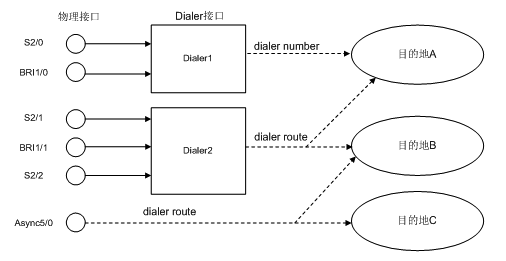 物理接口
Dialer接口
S2/0
BRI1/0
Dialer1
dialer number
目的地A
S2/1
BRI1/1
S2/2
Dialer2
dialer route
目的地B
Async5/0
dialer route
目的地C